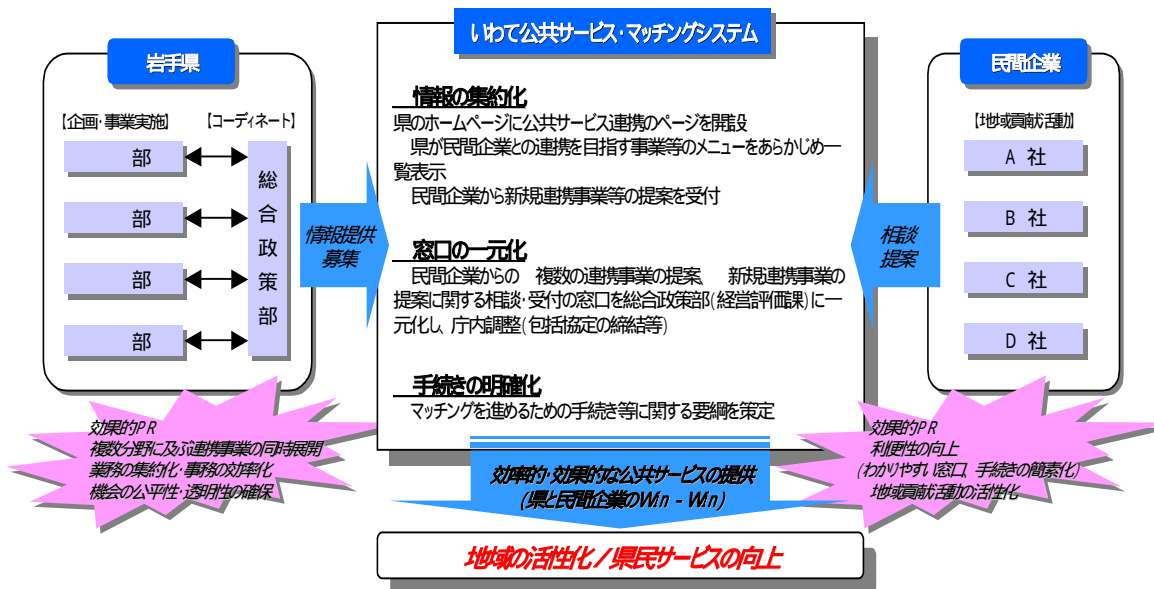 いわて公共サービス・マッチングシステム
岩手県
【企画・事業実施】
【コーディネート】
部
部
部
部
総合政策部
情報提供
募集
情報の集約化
県のホームページに公共サービス連携のページを開設
県が民間企業との連携を目指す事業等のメニューをあらかじめ一
覧表示
民間企業から新規連携事業等の提案を受付
窓口の一元化
民間企業からの　複数の連携事業の提案、　新規連携事業の
提案に関する相談・受付の窓口を総合政策部(経営評価課)に一
元化し、庁内調整(包括協定の締結等)
手続きの明確化
マッチングを進めるための手続き等に関する要綱を策定
相談
提案
民間企業
【地域貢献活動】
A 社
B 社
C 社
D 社
効果的PR
複数分野に及ぶ連携事業の同時展開
業務の集約化・事務の効率化
機会の公平性・透明性の確保
効率的・効果的な公共サービスの提供
(県と民間企業のWin－Win)
効果的PR
利便性の向上
(わかりやすい窓口、手続きの簡素化)
地域貢献活動の活性化
地域の活性化／県民サービスの向上